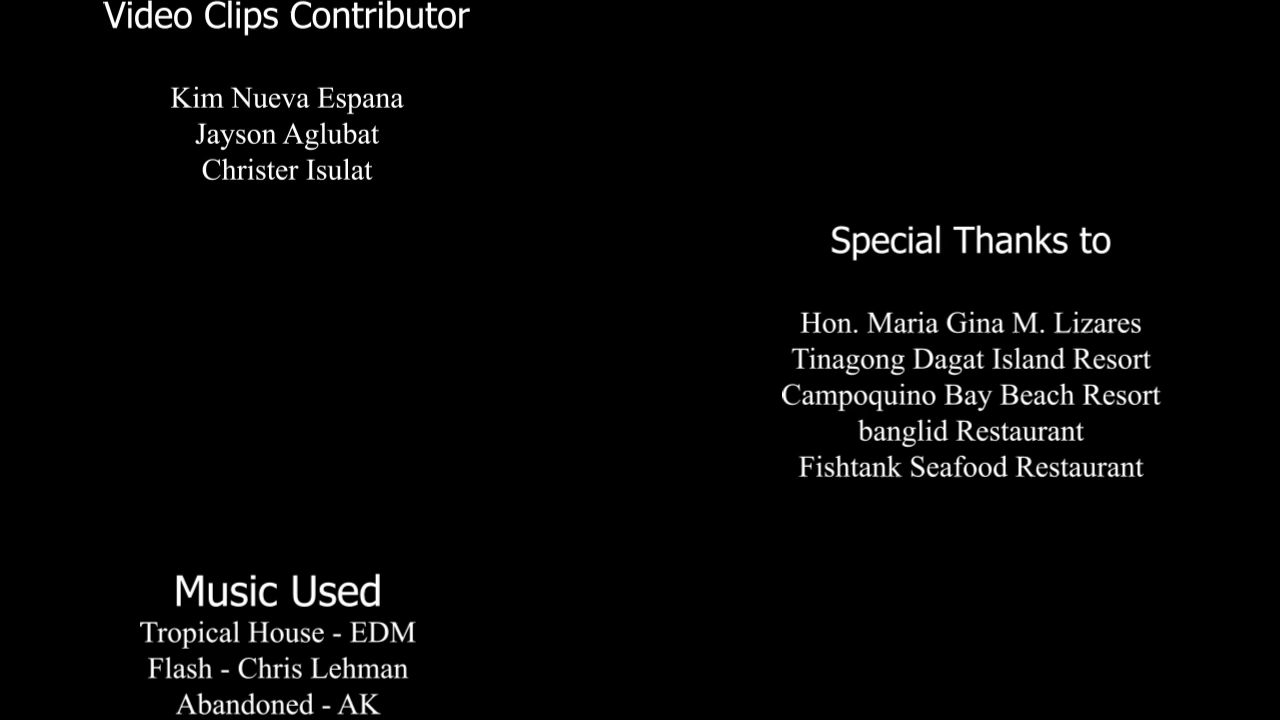 Video Clips Contributor
Kim Nueva Espana
Jayson Aglubat
Christer Isulat
Special Thanks to
Hon. Maria Gina M. Lizares
Tinagong Dagat Island Resort
Campoquino Bay Beach Resort
banglid Restaurant
Fishtank Seafood Restaurant
Music Used
Tropical House - EDM
Flash - Chris Lehman
Abandoned - AK